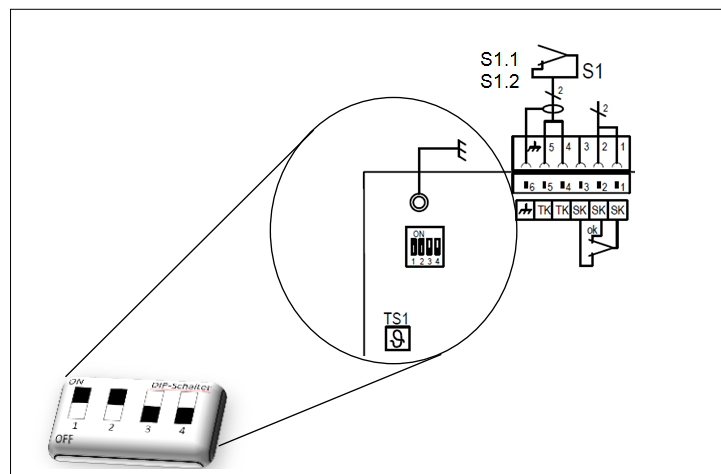 S1.1
S1.2
S1
2
2
5 4 3 2 1
6 5 4 3 2 1
TK TK SK SK SK
ok
ON
1 2 3 4
TS1
ϑ
ON DIP-Schalter
1 2 3 4
OFF